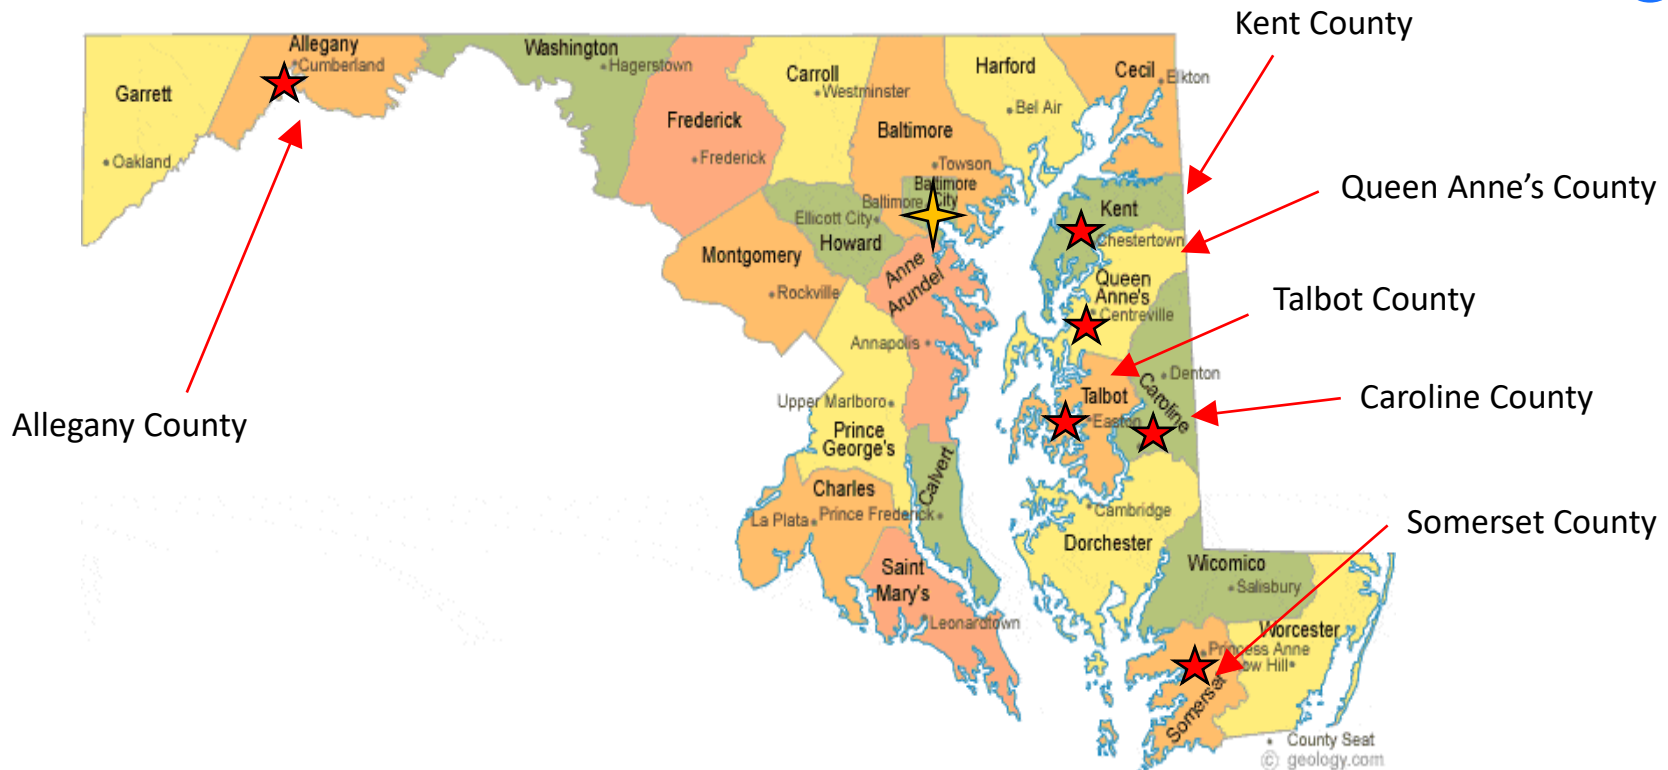 Kent County
Allegany
Cumberland
Washington
Hagerstown
Garrett
Oakland
Frederick
Frederick
Carroll
Westminster
Baltimore
Towson
Harford
Bel Air
Cecil
Elkton
Baltimore
City
Baltimore
Ellicott City
Howard
Kent
Chestertown
Queen Anne’s County
Montgomery
Rockville
Anne
Arundel
Queen
Anne's
Centreville
Talbot County
Annapolis
Denton
Caroline
Talbot
Easton
Caroline County
Upper Marlboro
Allegany County
Prince
George's
Calvert
Charles
La Plata
Prince Frederick
Cambridge
Dorchester
Somerset County
Saint
Mary's
Leonardtown
Wicomico
Salisbury
Worcester
Princess Anne
ow Hill
Somerset
County Seat
© geology.com